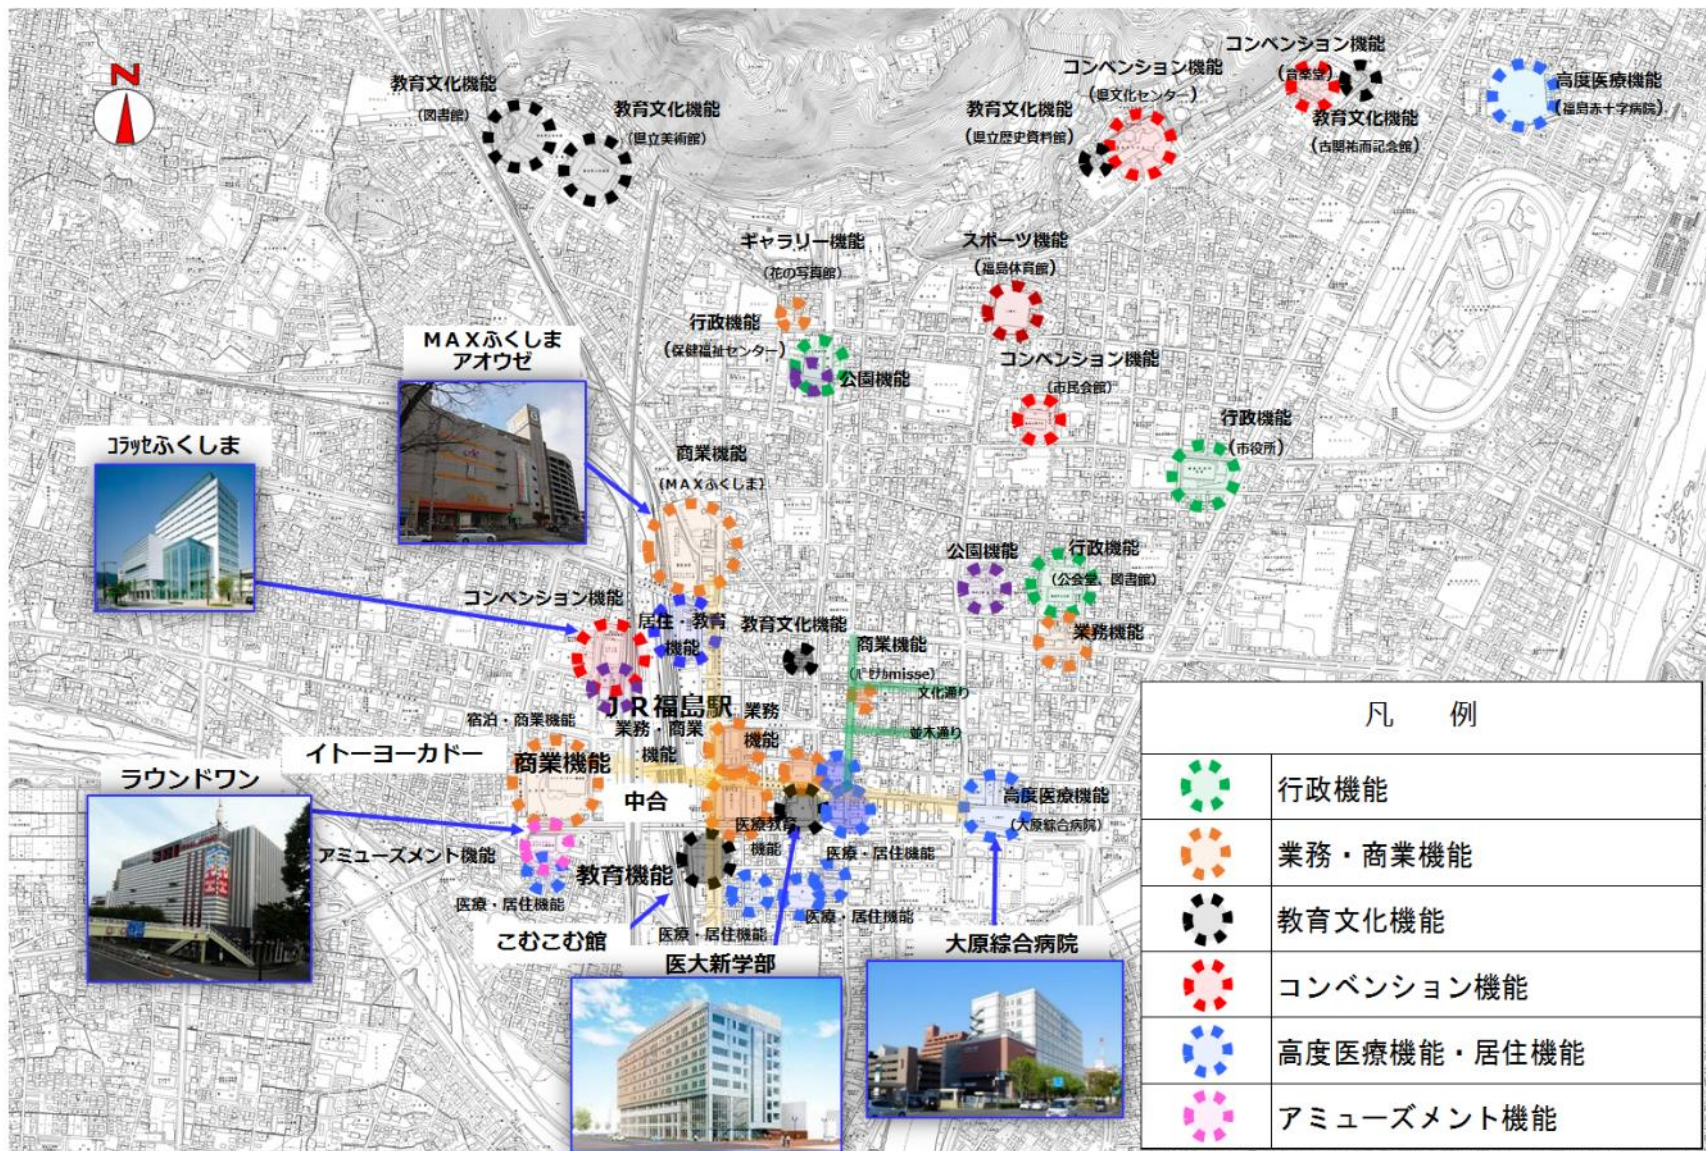 N
教育文化機能
（図書館）
教育文化機能
（県立美術館）
コンベンション機能
（県文化センター）
教育文化機能
（県立歴史資料館）
コンベンション機能
（音楽堂）
教育文化機能
（古関裕而記念館）
高度医療機能
（福島赤十字病院）
ギャラリー機能
（花の写真館）
スポーツ機能
（福島体育館）
行政機能
（保健福祉センター）
公園機能
コンベンション機能
（市民会館）
行政機能
（市役所）
MAXふくしま
アオウゼ
コラッセふくしま
商業機能
（MAXふくしま）
コンベンション機能
居住・教育
機能
教育文化機能
公園機能
行政機能
（公会堂、図書館）
業務機能
商業機能
文化通り
並木通り
JR福島駅
宿泊・商業機能
業務・商業
機能
業務
機能
イトーヨーカドー
商業機能
中合
ラウンドワン
アミューズメント機能
医療・居住機能
医療教育
機能
医療・居住機能
高度医療機能
（大原綜合病院）
教育機能
こむこむ館
医療・居住機能
医療・居住機能
医大新学部
大原綜合病院
凡　例
行政機能
業務・商業機能
教育文化機能
コンベンション機能
高度医療機能・居住機能
アミューズメント機能